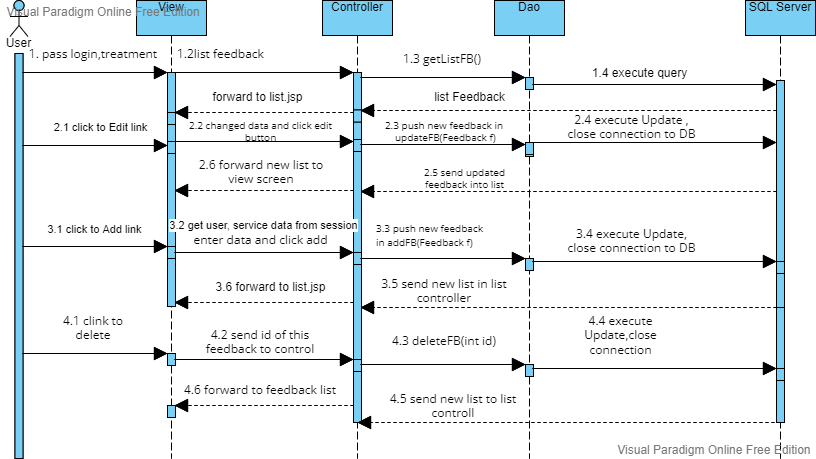 Visual Paradigm Online Free Edition
View
Controller
Dao
SQL Server
User
1. pass login,treatment
1.2list feedback
1.3 getListFB()
1.4 execute query
forward to list.jsp
list Feedback
2.1 click to Edit link
2.2 changed data and click edit
button
2.3 push new feedback in
updateFB(Feedback f)
2.4 execute Update ,
close connection to DB
2.6 forward new list to
view screen
2.5 send updated
feedback into list
3.1 click to Add link
3.2 get user, service data from session
enter data and click add
3.3 push new feedback
in addFB(Feedback f)
3.4 execute Update,
close connection to DB
3.6 forward to list.jsp
3.5 send new list in list
controller
4.1 clink to
delete
4.2 send id of this
feedback to control
4.3 deleteFB(int id)
4.4 execute
Update,close
connection
4.6 forward to feedback list
4.5 send new list to list
controll
Visual Paradigm Online Free Edition